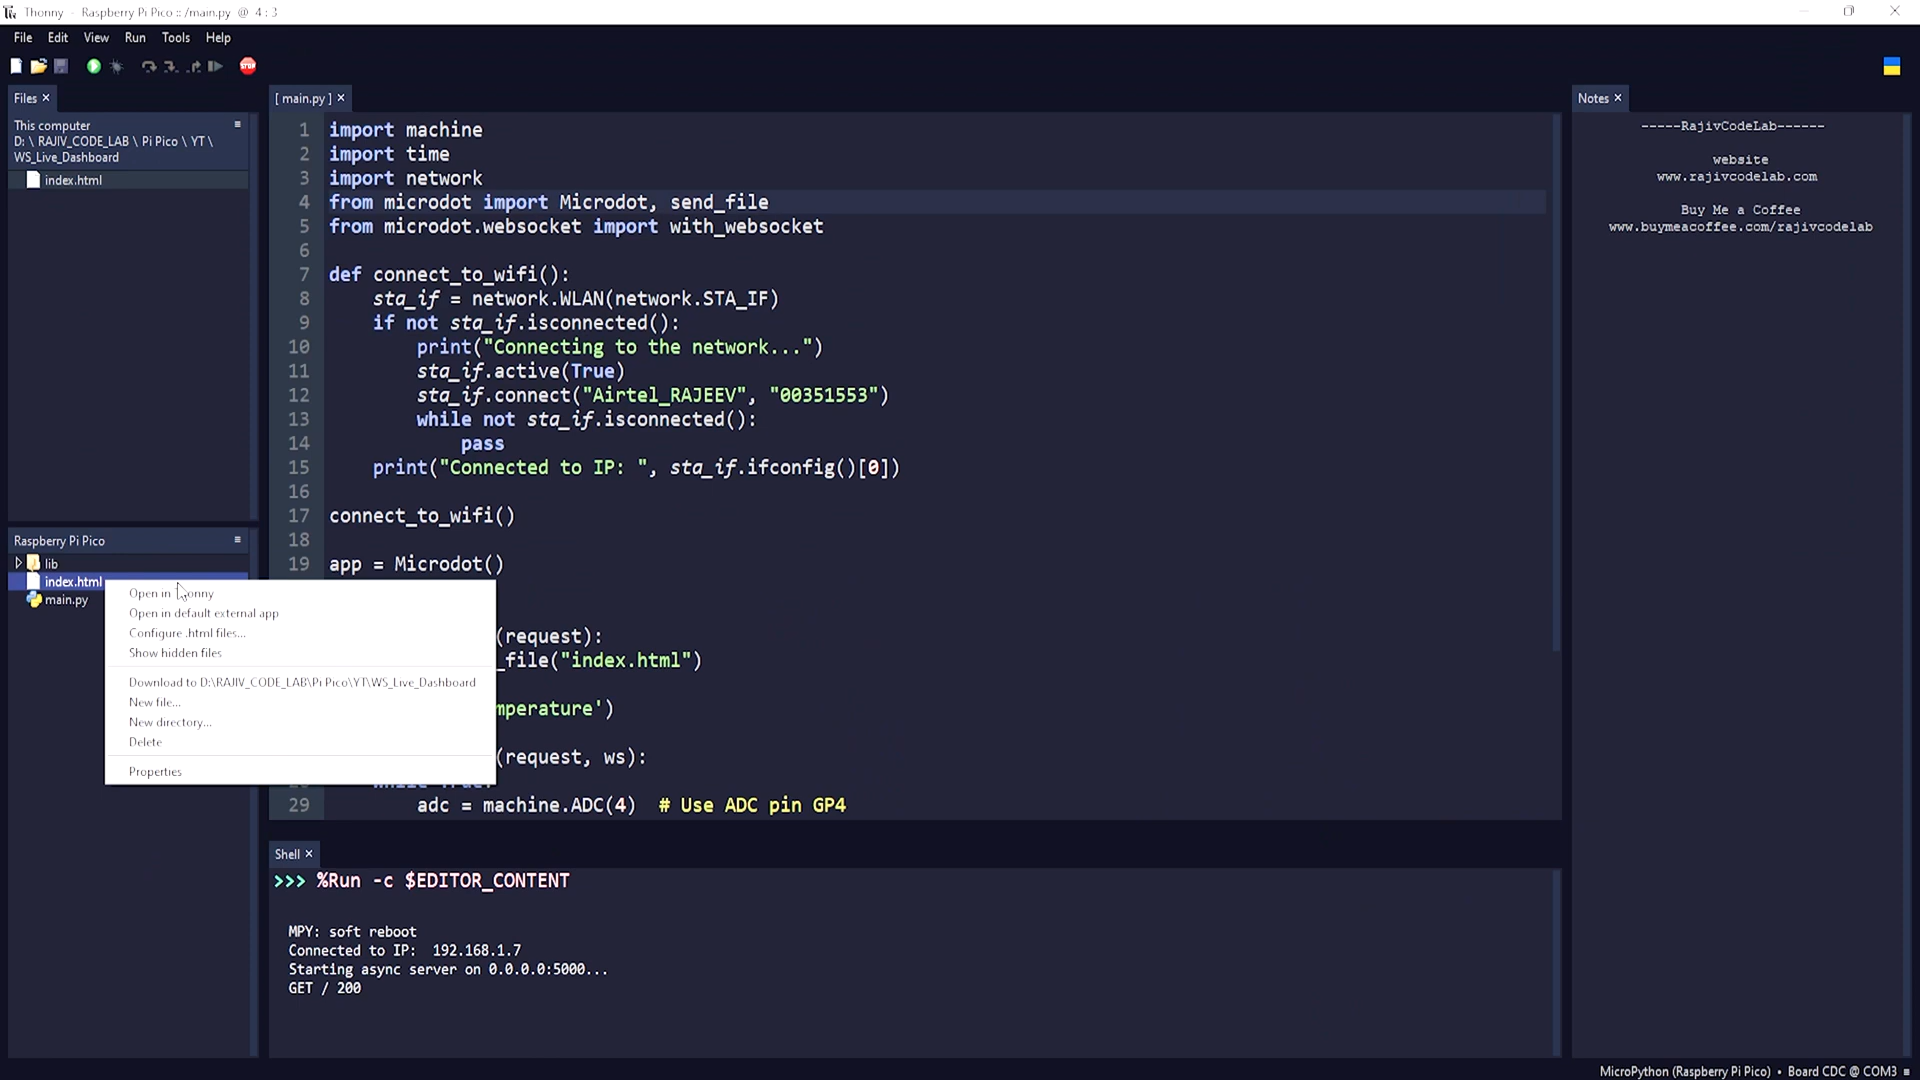 Thonny - Raspberry Pi Pico :: /main.py @ 4 : 3
File Edit View Run Tools Help
STOP
Files ×
This computer
D: \ RAJIV_CODE_LAB \ Pi Pico \ YT \
WS_Live_Dashboard
index.html
Raspberry Pi Pico
lib
index.html
main.py
Open in Thonny
Open in default external app
Configure .html files...
Show hidden files
Download to D:\RAJIV_CODE_LAB\Pi Pico\YT\WS_Live_Dashboard
New file...
New directory...
Delete
Properties
[ main.py ] ×
1 import machine
2 import time
3 import network
4 from microdot import Microdot, send_file
5 from microdot.websocket import with_websocket
6
7 def connect_to_wifi():
8 sta_if = network.WLAN(network.STA_IF)
9 if not sta_if.isconnected():
10 print("Connecting to the network...")
11 sta_if.active(True)
12 sta_if.connect("Airtel_RAJEEV", "00351553")
13 while not sta_if.isconnected():
14 pass
15 print("Connected to IP: ", sta_if.ifconfig()[0])
16
17 connect_to_wifi()
18
19 app = Microdot()
(request):
_file("index.html")
mperature')
(request, ws):
29 adc = machine.ADC(4) # Use ADC pin GP4
Shell ×
>>> %Run -c $EDITOR_CONTENT
MPY: soft reboot
Connected to IP: 192.168.1.7
Starting async server on 0.0.0.0:5000...
GET / 200
Notes ×
-----RajivCodeLab------
website
www.rajivcodelab.com
Buy Me a Coffee
www.buymeacoffee.com/rajivcodelab
MicroPython (Raspberry Pi Pico) • Board CDC @ COM3 ≡